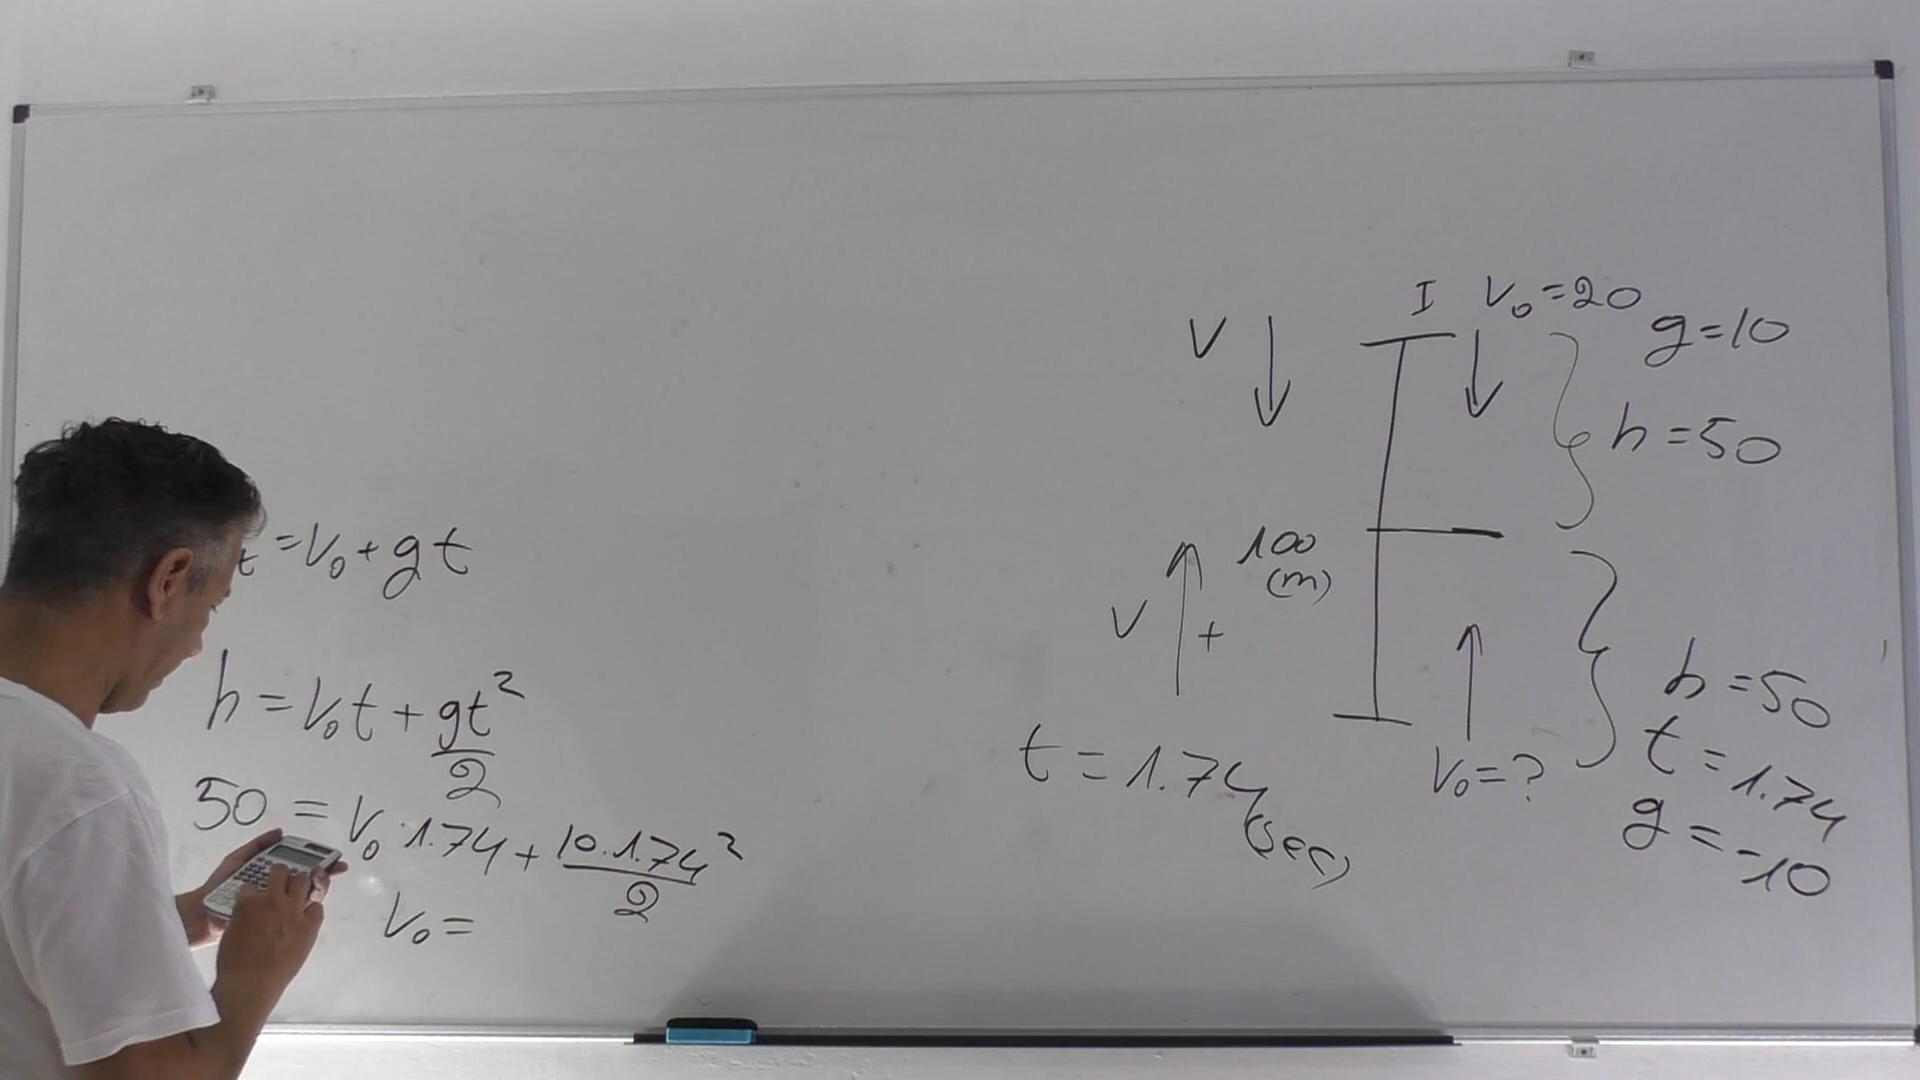 t = V₀ + gt
h = V₀t + gt²/2
50 = V₀·1.74 + 10.1.74²/2
V₀ =
I V₀=20
g=10
V
h=50
100
(m)
V +
h=50
t=1.74
(sec)
V₀=?
t=1.74
g=-10